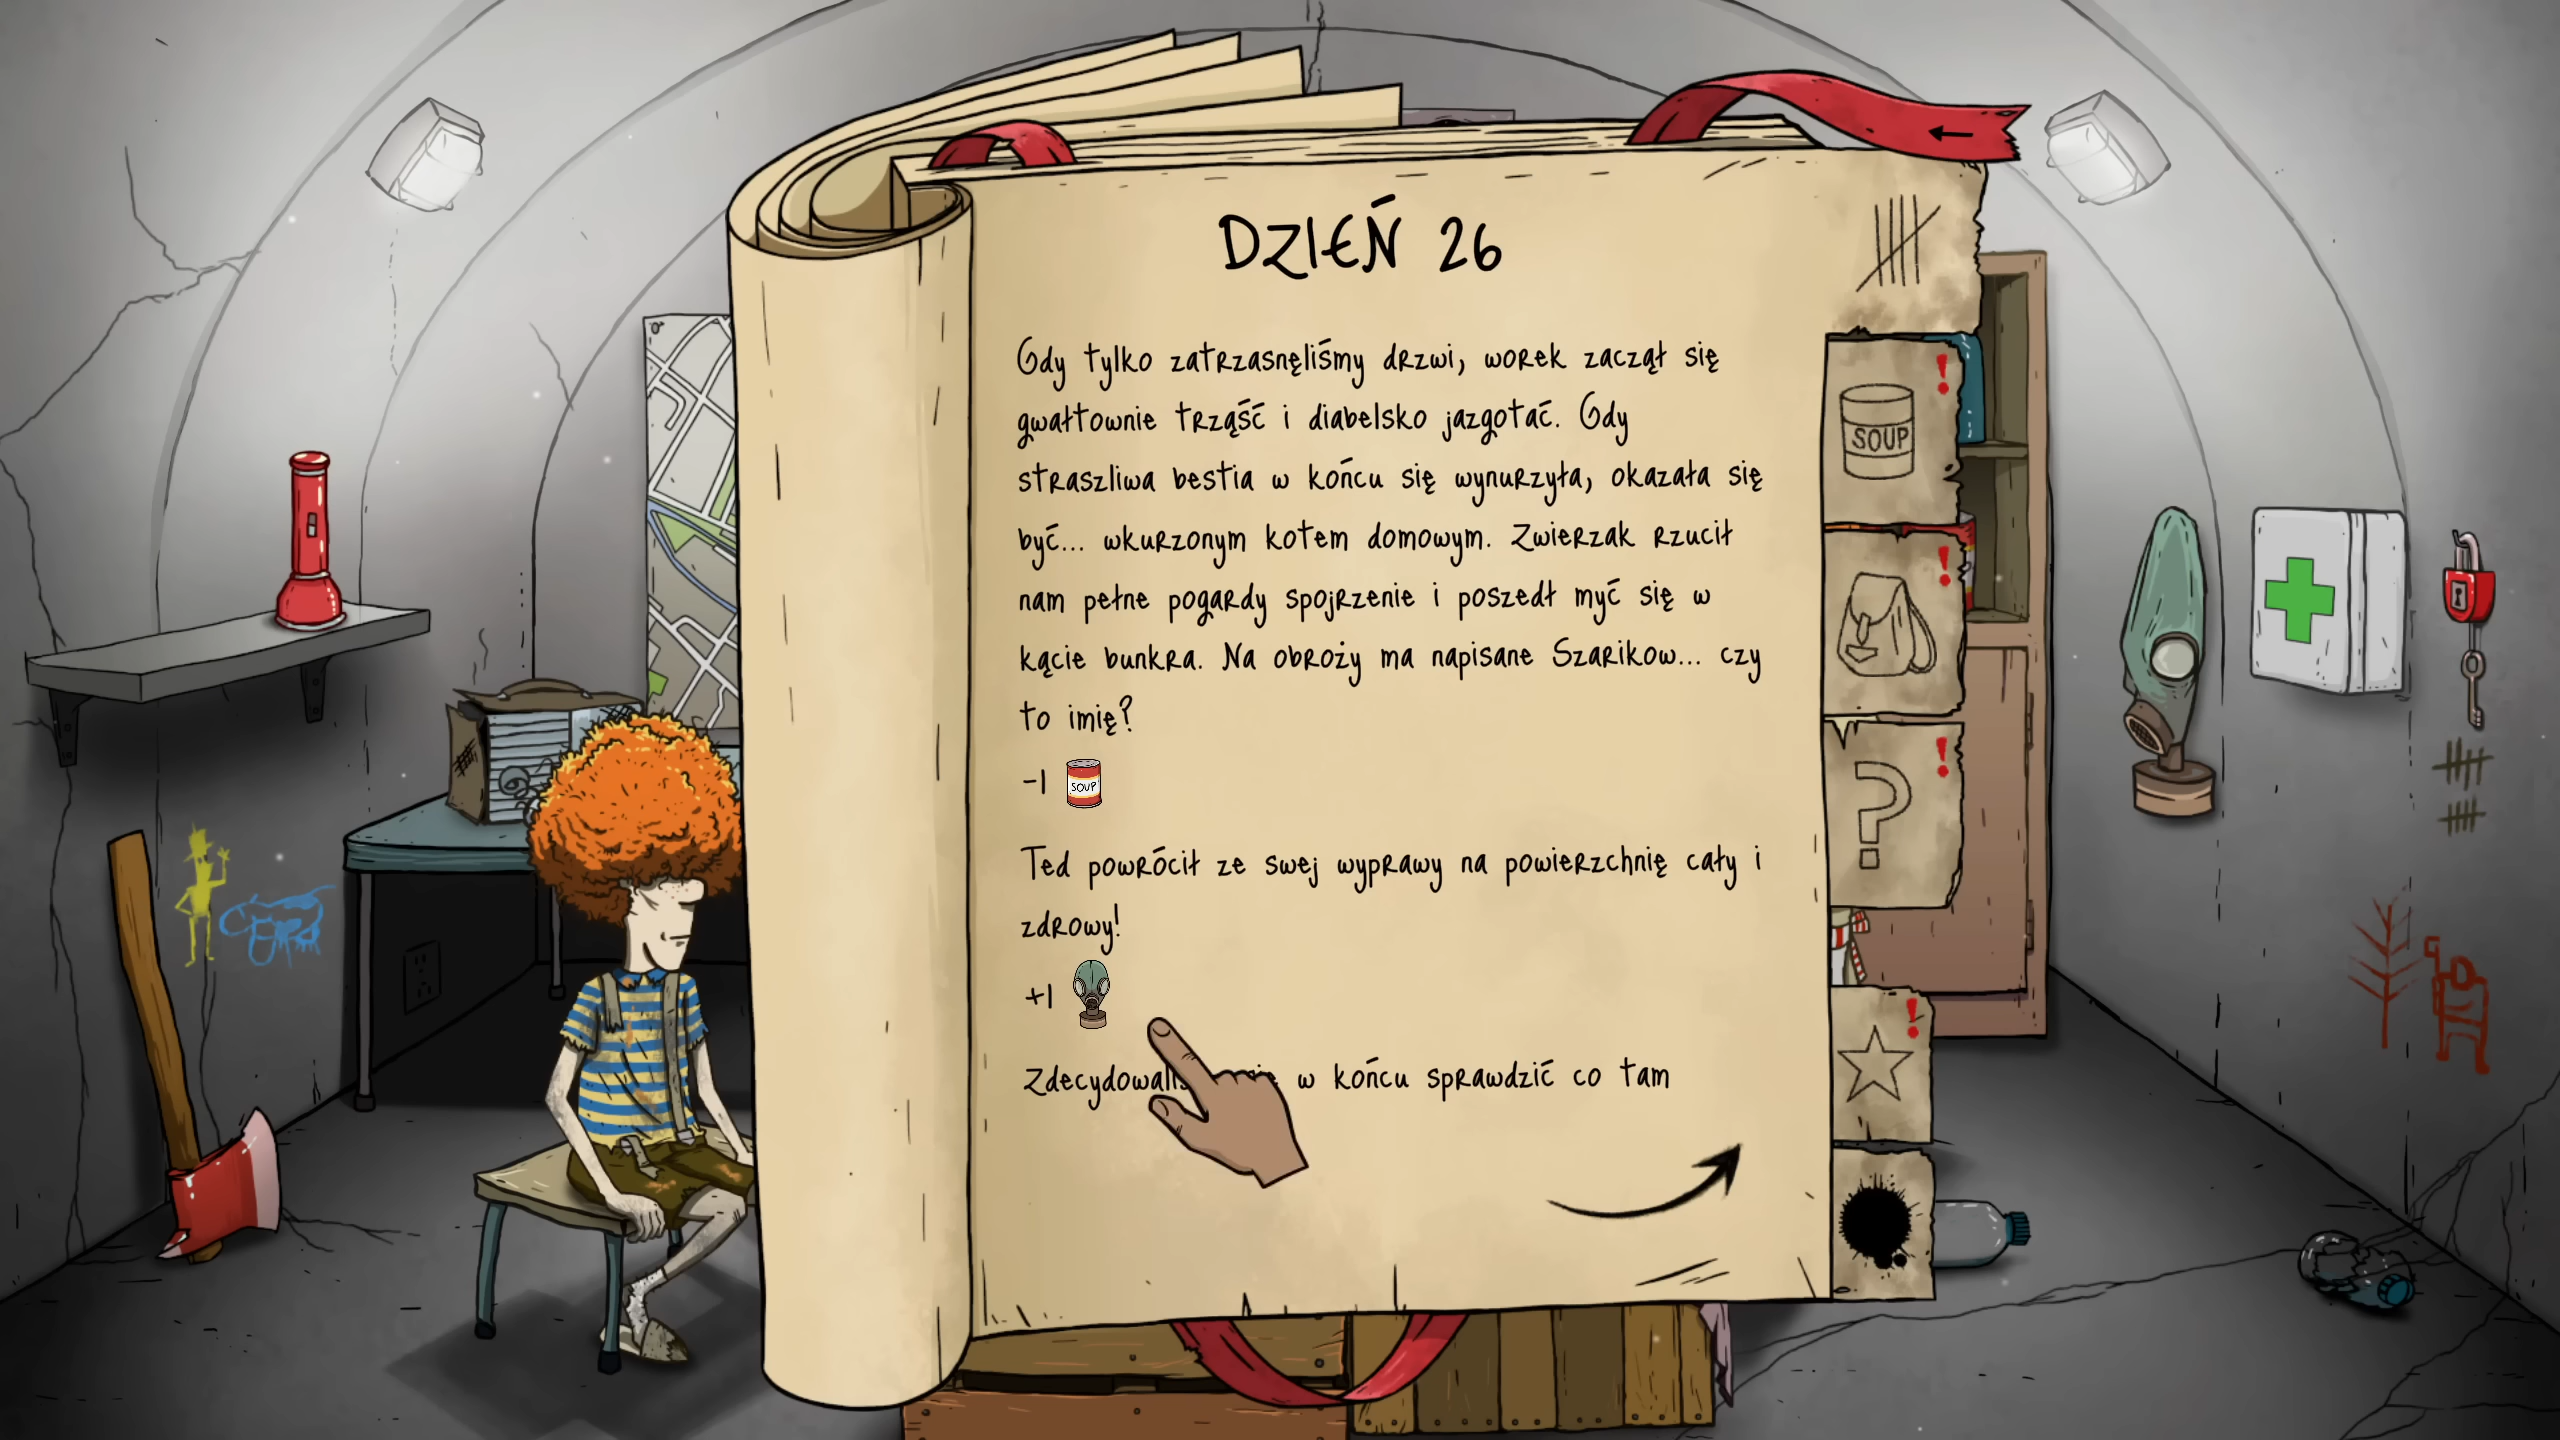 DZIEŃ 26
Gdy tylko zatrzasnęliśmy drzwi, worek zaczął się
gwałtownie trząść i diabelsko jazgotać. Gdy
straszliwa bestia w końcu się wynurzyła, okazała się
być... wkurzonym kotem domowym. Zwierzak rzucił
nam pełne pogardy spojrzenie i poszedł myć się w
kącie bunkra. Na obroży ma napisane Szarikow... czy
to imię?
-1
SOUP
Ted powrócił ze swej wyprawy na powierzchnię cały i
zdrowy!
+1
w końcu sprawdzić co tam
SOUP
!
!
?
!
!